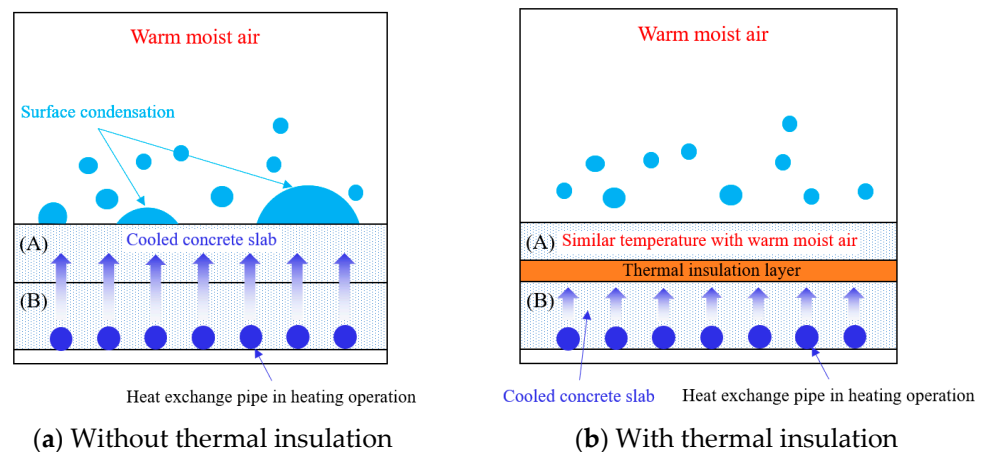 Warm moist air
Surface condensation
(A)
Cooled concrete slab
(B)
Heat exchange pipe in heating operation
(a) Without thermal insulation
Warm moist air
(A)
Similar temperature with warm moist air
Thermal insulation layer
(B)
Cooled concrete slab
Heat exchange pipe in heating operation
(b) With thermal insulation